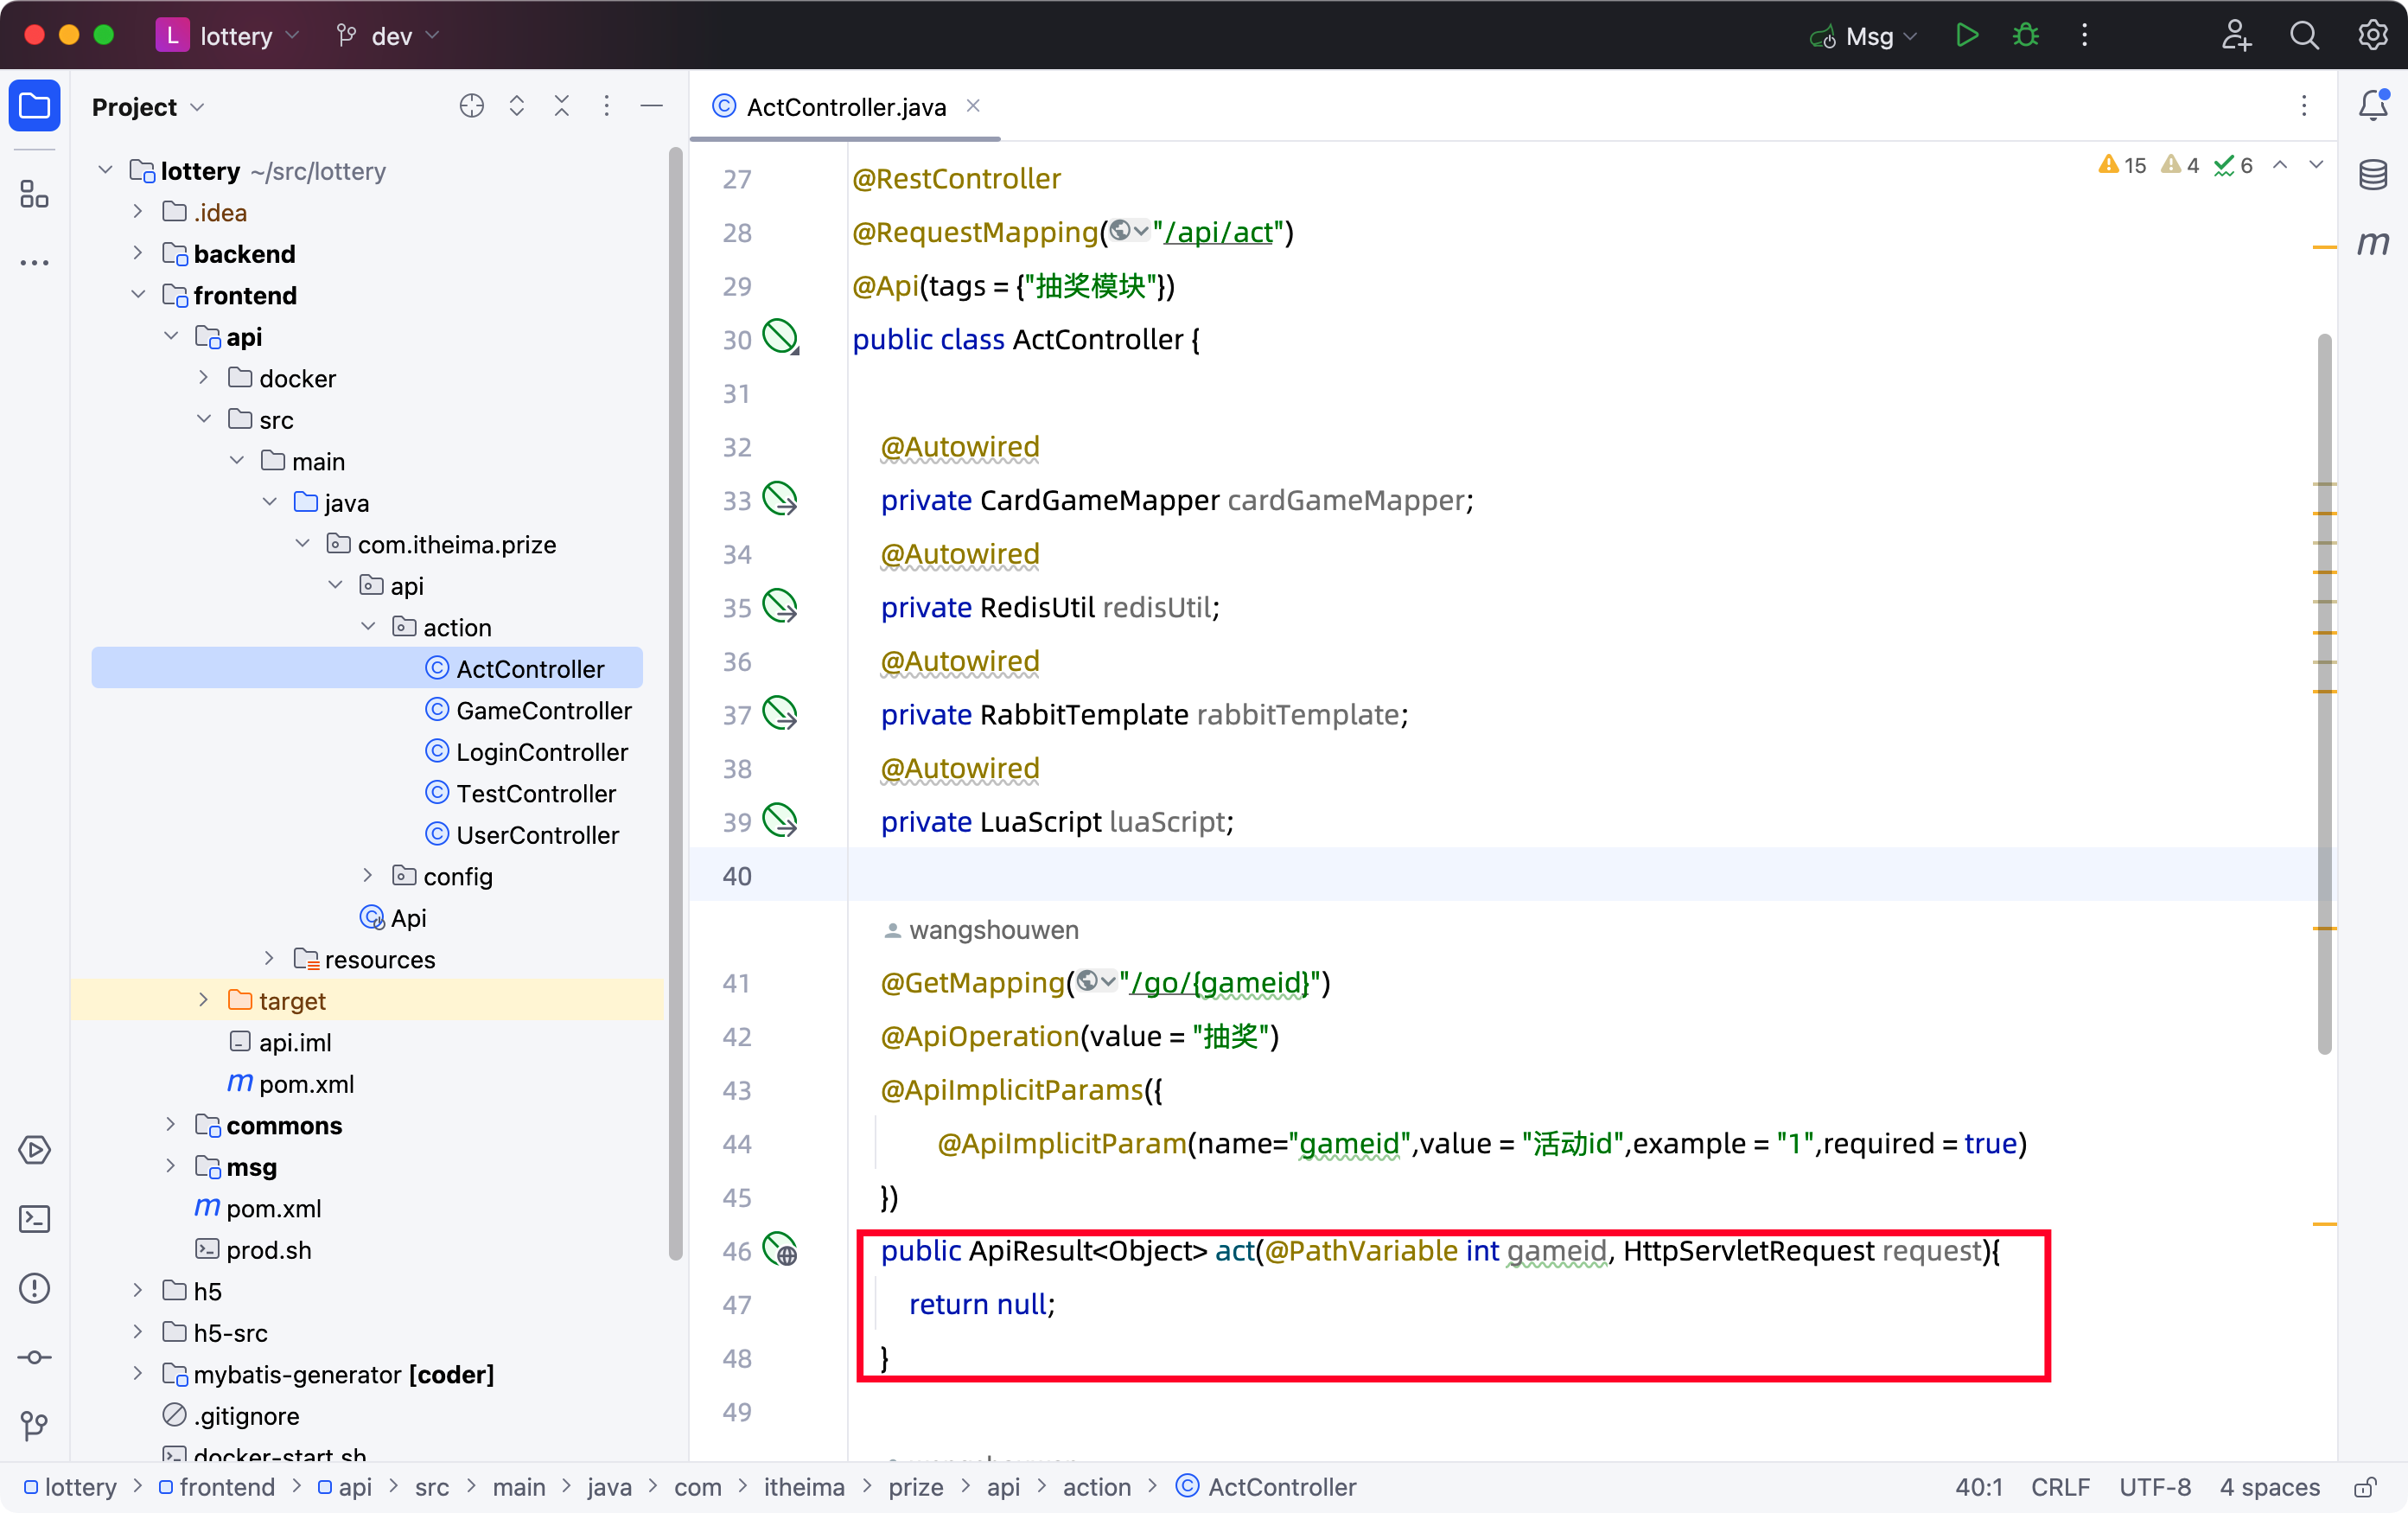 L lottery dev Msg
Project
lottery ~/src/lottery
.idea
backend
frontend
api
docker
src
main
java
com.itheima.prize
api
action
ActController
GameController
LoginController
TestController
UserController
config
Api
resources
target
api.iml
pom.xml
commons
msg
pom.xml
prod.sh
h5
h5-src
mybatis-generator [coder]
.gitignore
docker-start.sh
ActController.java
15 4 6
27 @RestController
28 @RequestMapping("/api/act")
29 @Api(tags = {"抽奖模块"})
30 public class ActController {
31
32 @Autowired
33 private CardGameMapper cardGameMapper;
34 @Autowired
35 private RedisUtil redisUtil;
36 @Autowired
37 private RabbitTemplate rabbitTemplate;
38 @Autowired
39 private LuaScript luaScript;
40
wangshouwen
41 @GetMapping("/go/{gameid}")
42 @ApiOperation(value = "抽奖")
43 @ApiImplicitParams({
44 @ApiImplicitParam(name="gameid",value = "活动id",example = "1",required = true)
45 })
46 public ApiResult<Object> act(@PathVariable int gameid, HttpServletRequest request){
47 return null;
48 }
49
lottery > frontend > api > src > main > java > com > itheima > prize > api > action > ActController
40:1 CRLF UTF-8 4 spaces